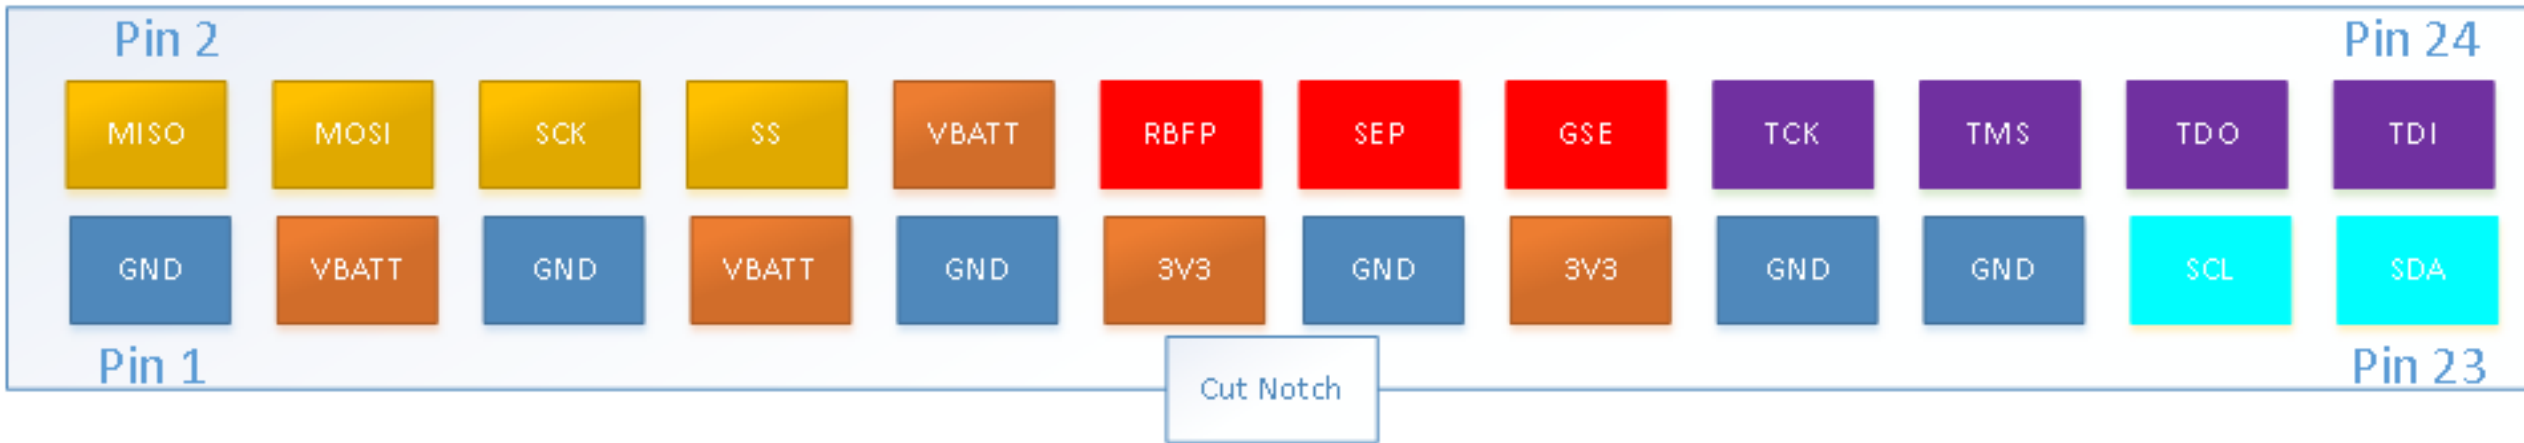 Pin 2 Pin 24
MISO MOSI SCK SS VBATT RBFP SEP GSE TCK TMS TDO TDI
GND VBATT GND VBATT GND 3V3 GND 3V3 GND GND SCL SDA
Pin 1 Pin 23
Cut Notch